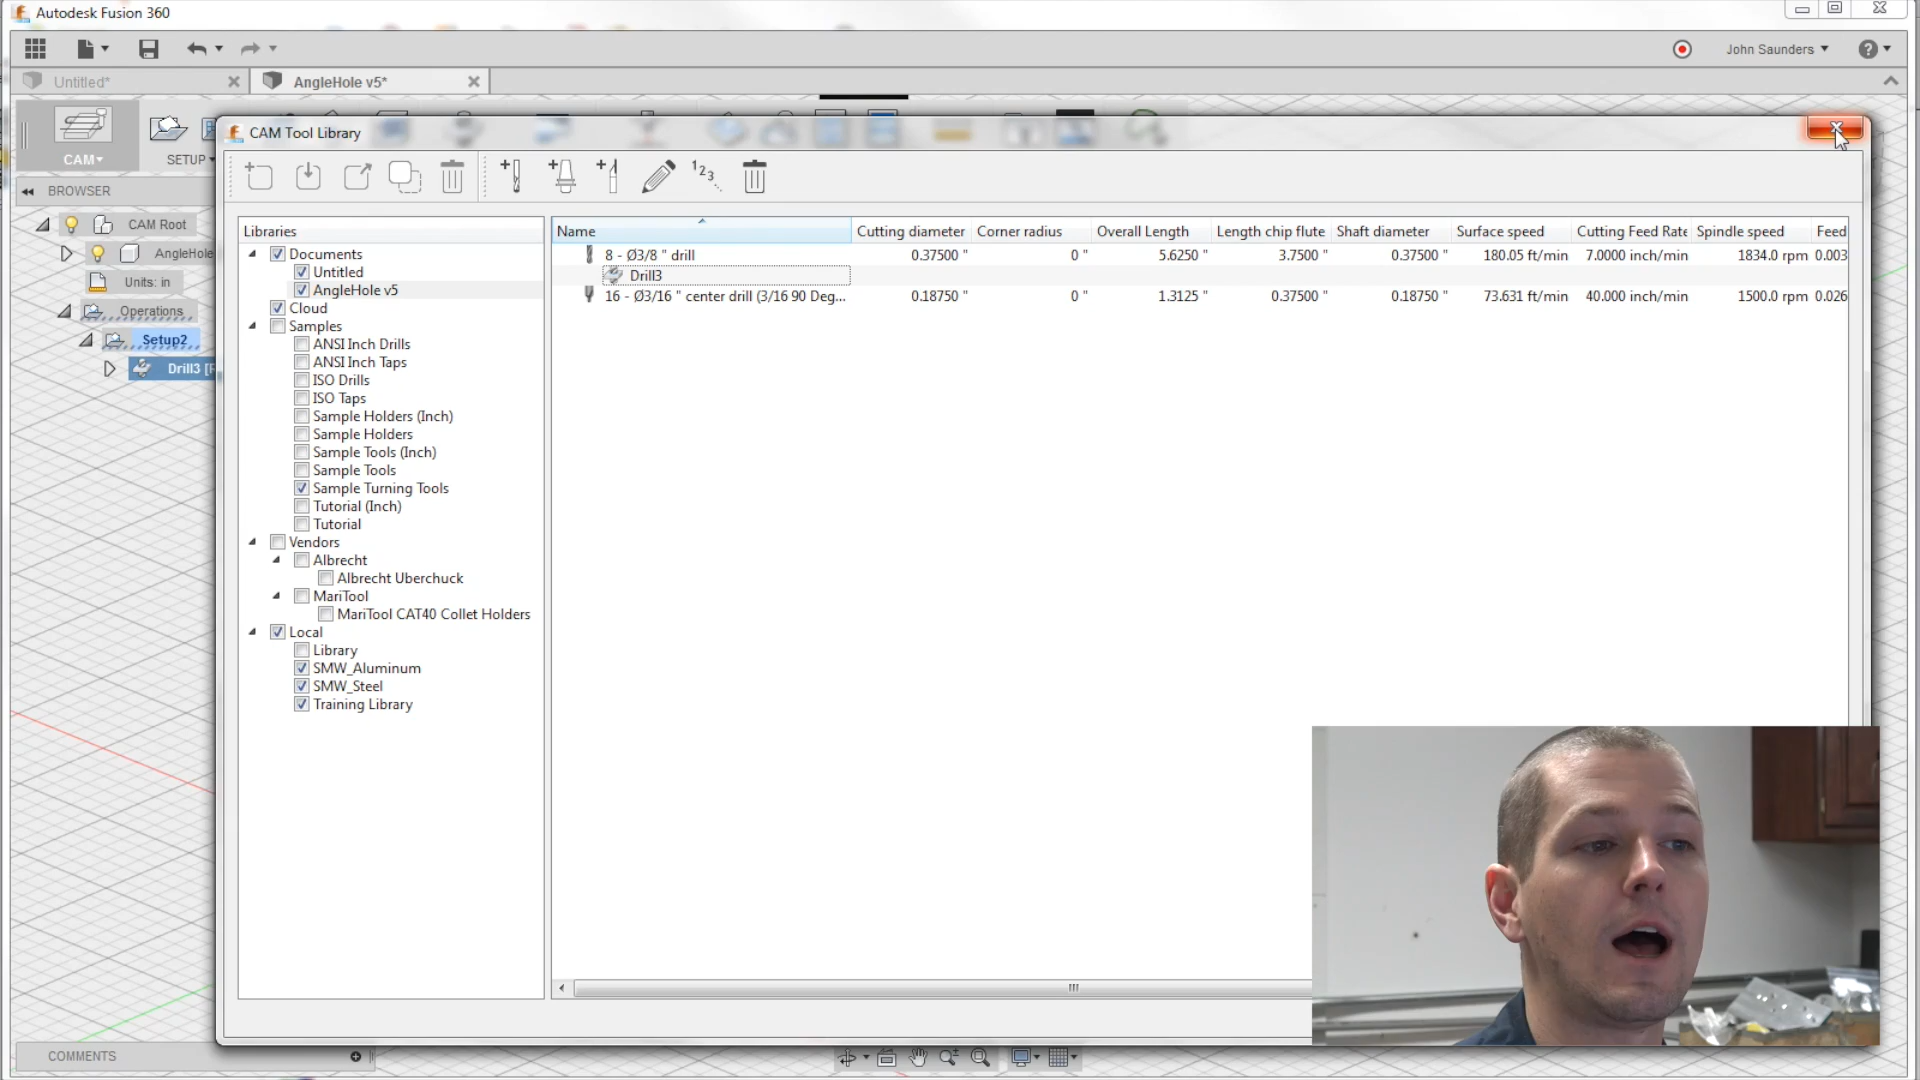 Autodesk Fusion 360
John Saunders
Untitled*
AngleHole v5*
CAM Tool Library
CAM
SETUP
BROWSER
CAM Root
AngleHole
Units: in
Operations
Setup2
Drill3
Libraries
Documents
Untitled
AngleHole v5
Cloud
Samples
ANSI Inch Drills
ANSI Inch Taps
ISO Drills
ISO Taps
Sample Holders (Inch)
Sample Holders
Sample Tools (Inch)
Sample Tools
Sample Turning Tools
Tutorial (Inch)
Tutorial
Vendors
Albrecht
Albrecht Uberchuck
MariTool
MariTool CAT40 Collet Holders
Local
Library
SMW_Aluminum
SMW_Steel
Training Library
Name Cutting diameter Corner radius Overall Length Length chip flute Shaft diameter Surface speed Cutting Feed Rate Spindle speed Feed
8 - Ø3/8 " drill 0.37500 " 0 " 5.6250 " 3.7500 " 0.37500 " 180.05 ft/min 7.0000 inch/min 1834.0 rpm 0.003
Drill3
16 - Ø3/16 " center drill (3/16 90 Deg... 0.18750 " 0 " 1.3125 " 0.37500 " 0.18750 " 73.631 ft/min 40.000 inch/min 1500.0 rpm 0.026
COMMENTS